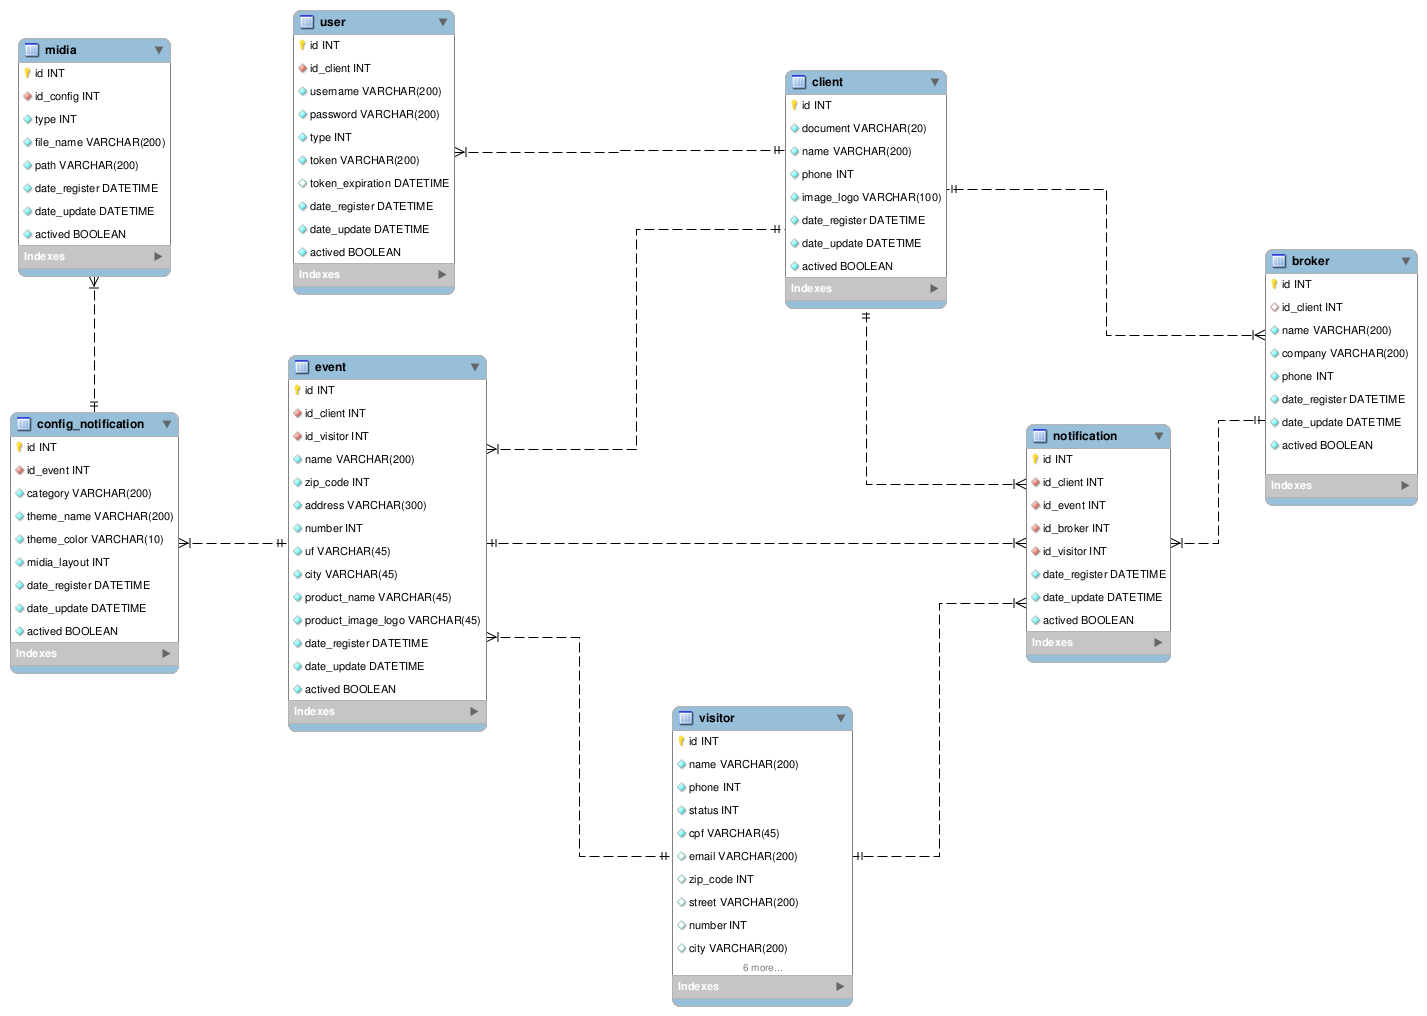 midia
id INT
id_config INT
type INT
file_name VARCHAR(200)
path VARCHAR(200)
date_register DATETIME
date_update DATETIME
actived BOOLEAN
Indexes
user
id INT
id_client INT
username VARCHAR(200)
password VARCHAR(200)
type INT
token VARCHAR(200)
token_expiration DATETIME
date_register DATETIME
date_update DATETIME
actived BOOLEAN
Indexes
client
id INT
document VARCHAR(20)
name VARCHAR(200)
phone INT
image_logo VARCHAR(100)
date_register DATETIME
date_update DATETIME
actived BOOLEAN
Indexes
broker
id INT
id_client INT
name VARCHAR(200)
company VARCHAR(200)
phone INT
date_register DATETIME
date_update DATETIME
actived BOOLEAN
Indexes
config_notification
id INT
id_event INT
category VARCHAR(200)
theme_name VARCHAR(200)
theme_color VARCHAR(10)
midia_layout INT
date_register DATETIME
date_update DATETIME
actived BOOLEAN
Indexes
event
id INT
id_client INT
id_visitor INT
name VARCHAR(200)
zip_code INT
address VARCHAR(300)
number INT
uf VARCHAR(45)
city VARCHAR(45)
product_name VARCHAR(45)
product_image_logo VARCHAR(45)
date_register DATETIME
date_update DATETIME
actived BOOLEAN
Indexes
notification
id INT
id_client INT
id_event INT
id_broker INT
id_visitor INT
date_register DATETIME
date_update DATETIME
actived BOOLEAN
Indexes
visitor
id INT
name VARCHAR(200)
phone INT
status INT
cpf VARCHAR(45)
email VARCHAR(200)
zip_code INT
street VARCHAR(200)
number INT
city VARCHAR(200)
6 more...
Indexes